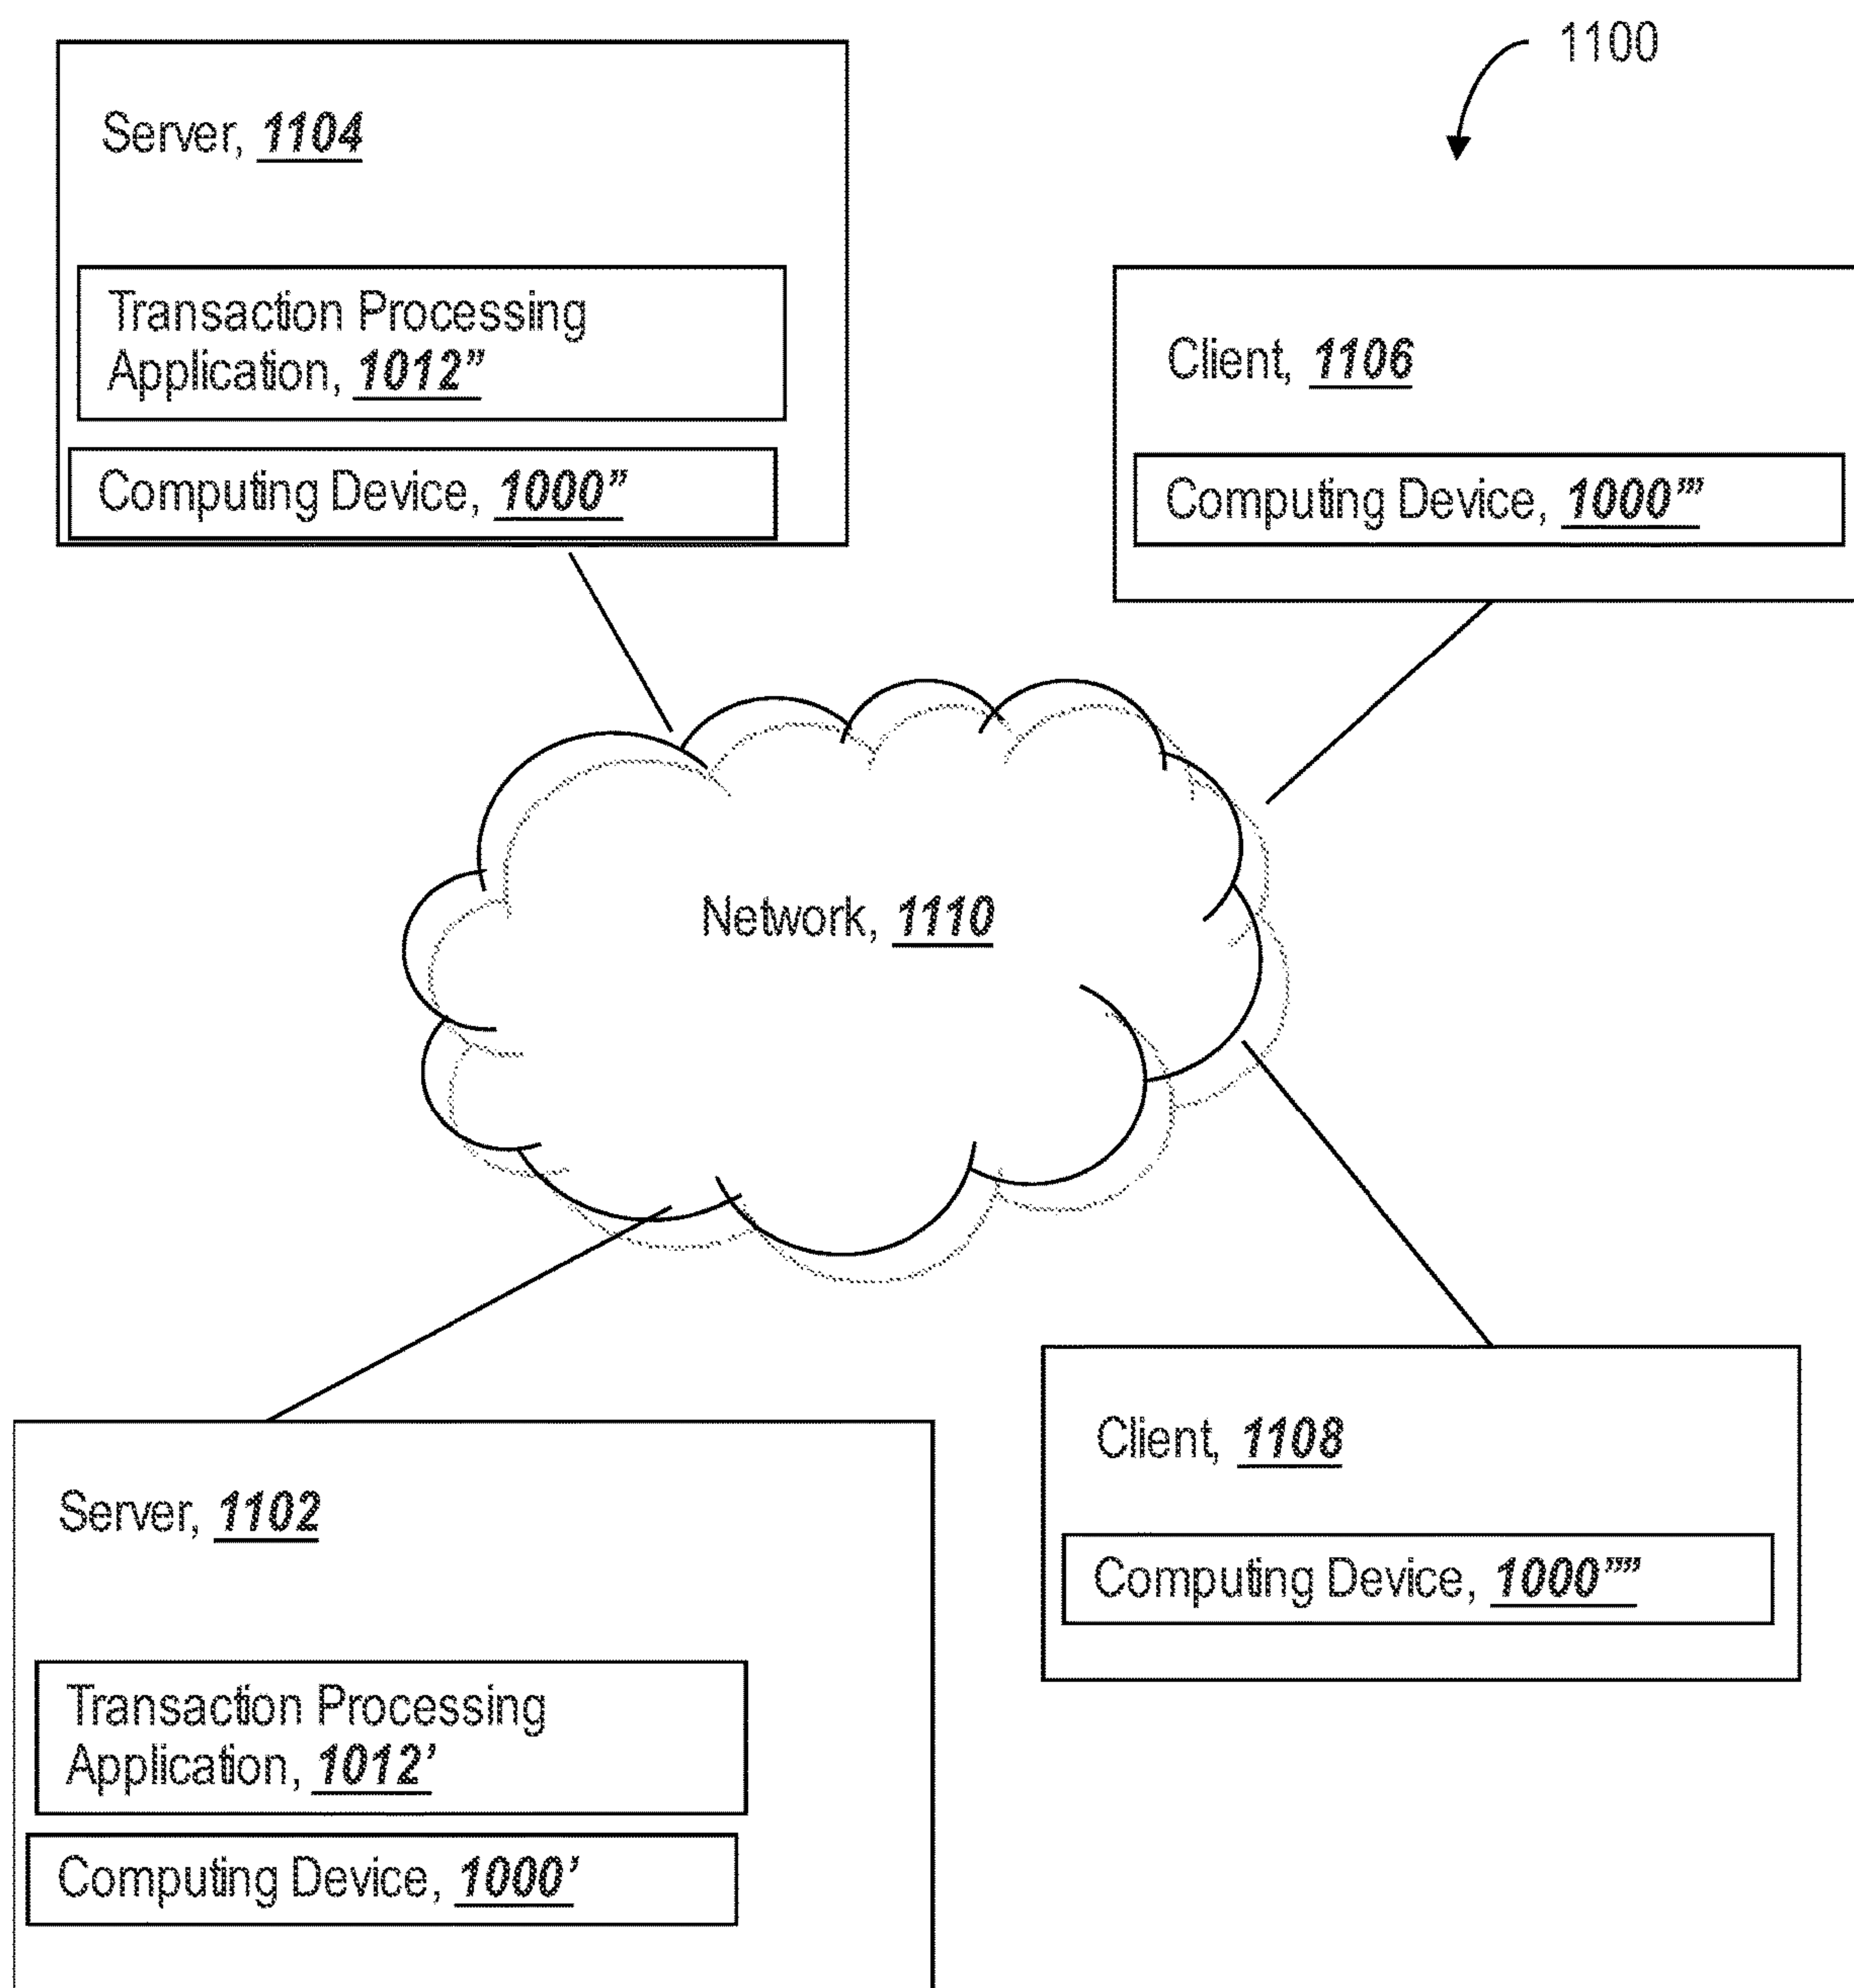 1100
Server, 1104
Transaction Processing
Application, 1012”
Computing Device, 1000”
Client, 1106
Computing Device, 1000”’
Network, 1110
Client, 1108
Computing Device, 1000””
Server, 1102
Transaction Processing
Application, 1012’
Computing Device, 1000’